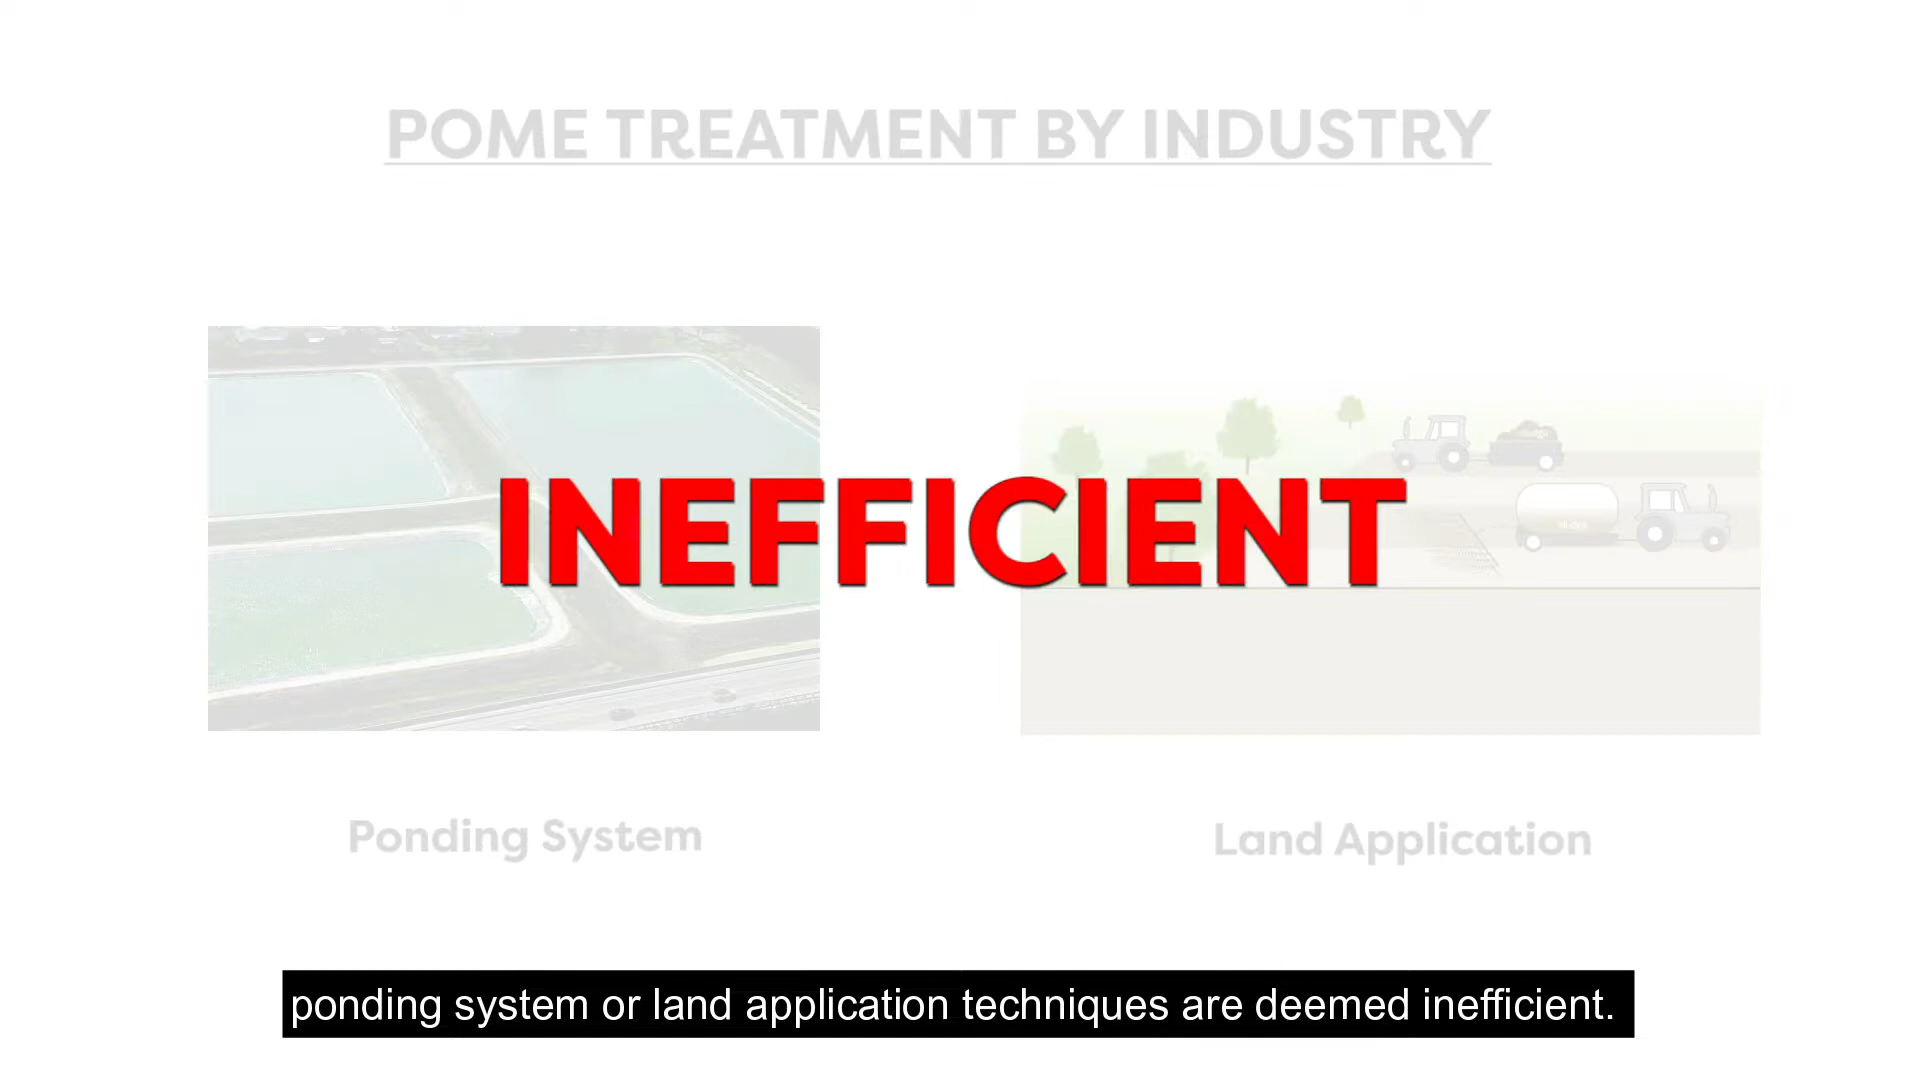 POME TREATMENT BY INDUSTRY
INEFFICIENT
Ponding System
Land Application
ponding system or land application techniques are deemed inefficient.